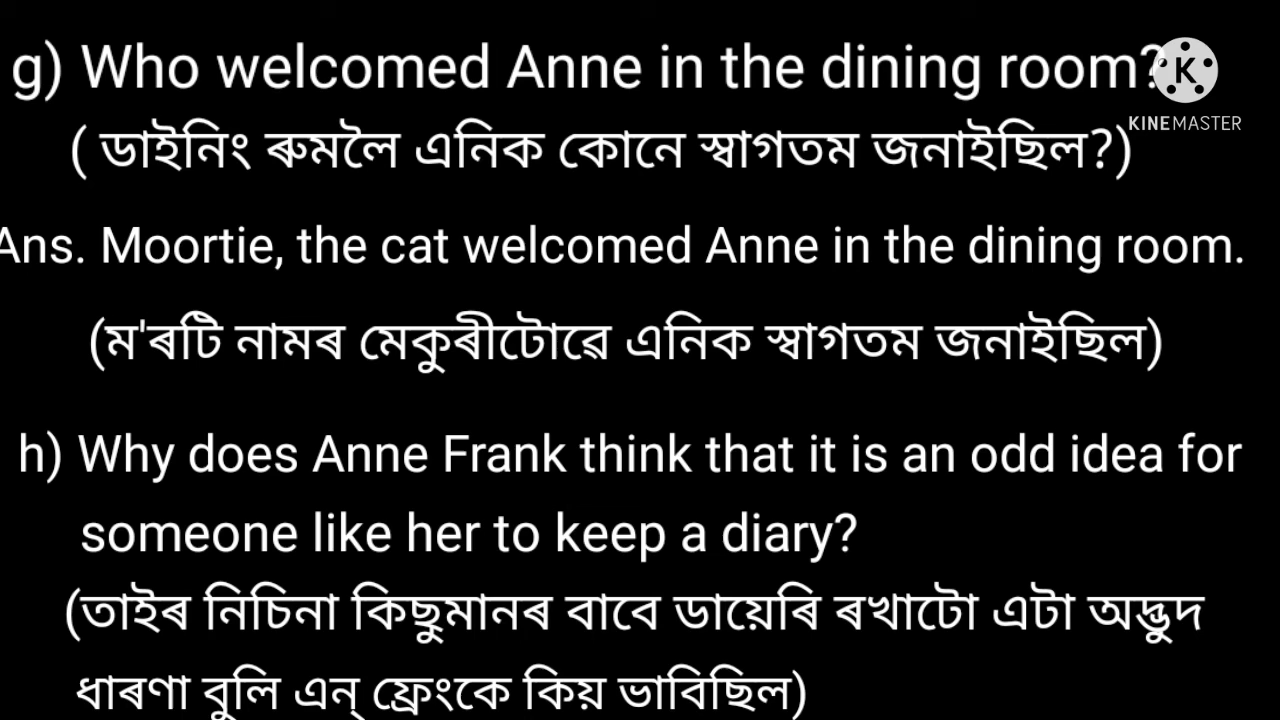 g) Who welcomed Anne in the dining room?
K
KINEMASTER
( ডাইনিং ৰুমলৈ এনিক কোনে স্বাগতম জনাইছিল?)
Ans. Moortie, the cat welcomed Anne in the dining room.
(ম'ৰটি নামৰ মেকুৰীটোৱে এনিক স্বাগতম জনাইছিল)
h) Why does Anne Frank think that it is an odd idea for
someone like her to keep a diary?
(তাইৰ নিচিনা কিছুমানৰ বাবে ডায়েৰি ৰখাটো এটা অদ্ভুদ
ধাৰণা বুলি এন্ ফ্ৰেংকে কিয় ভাবিছিল)